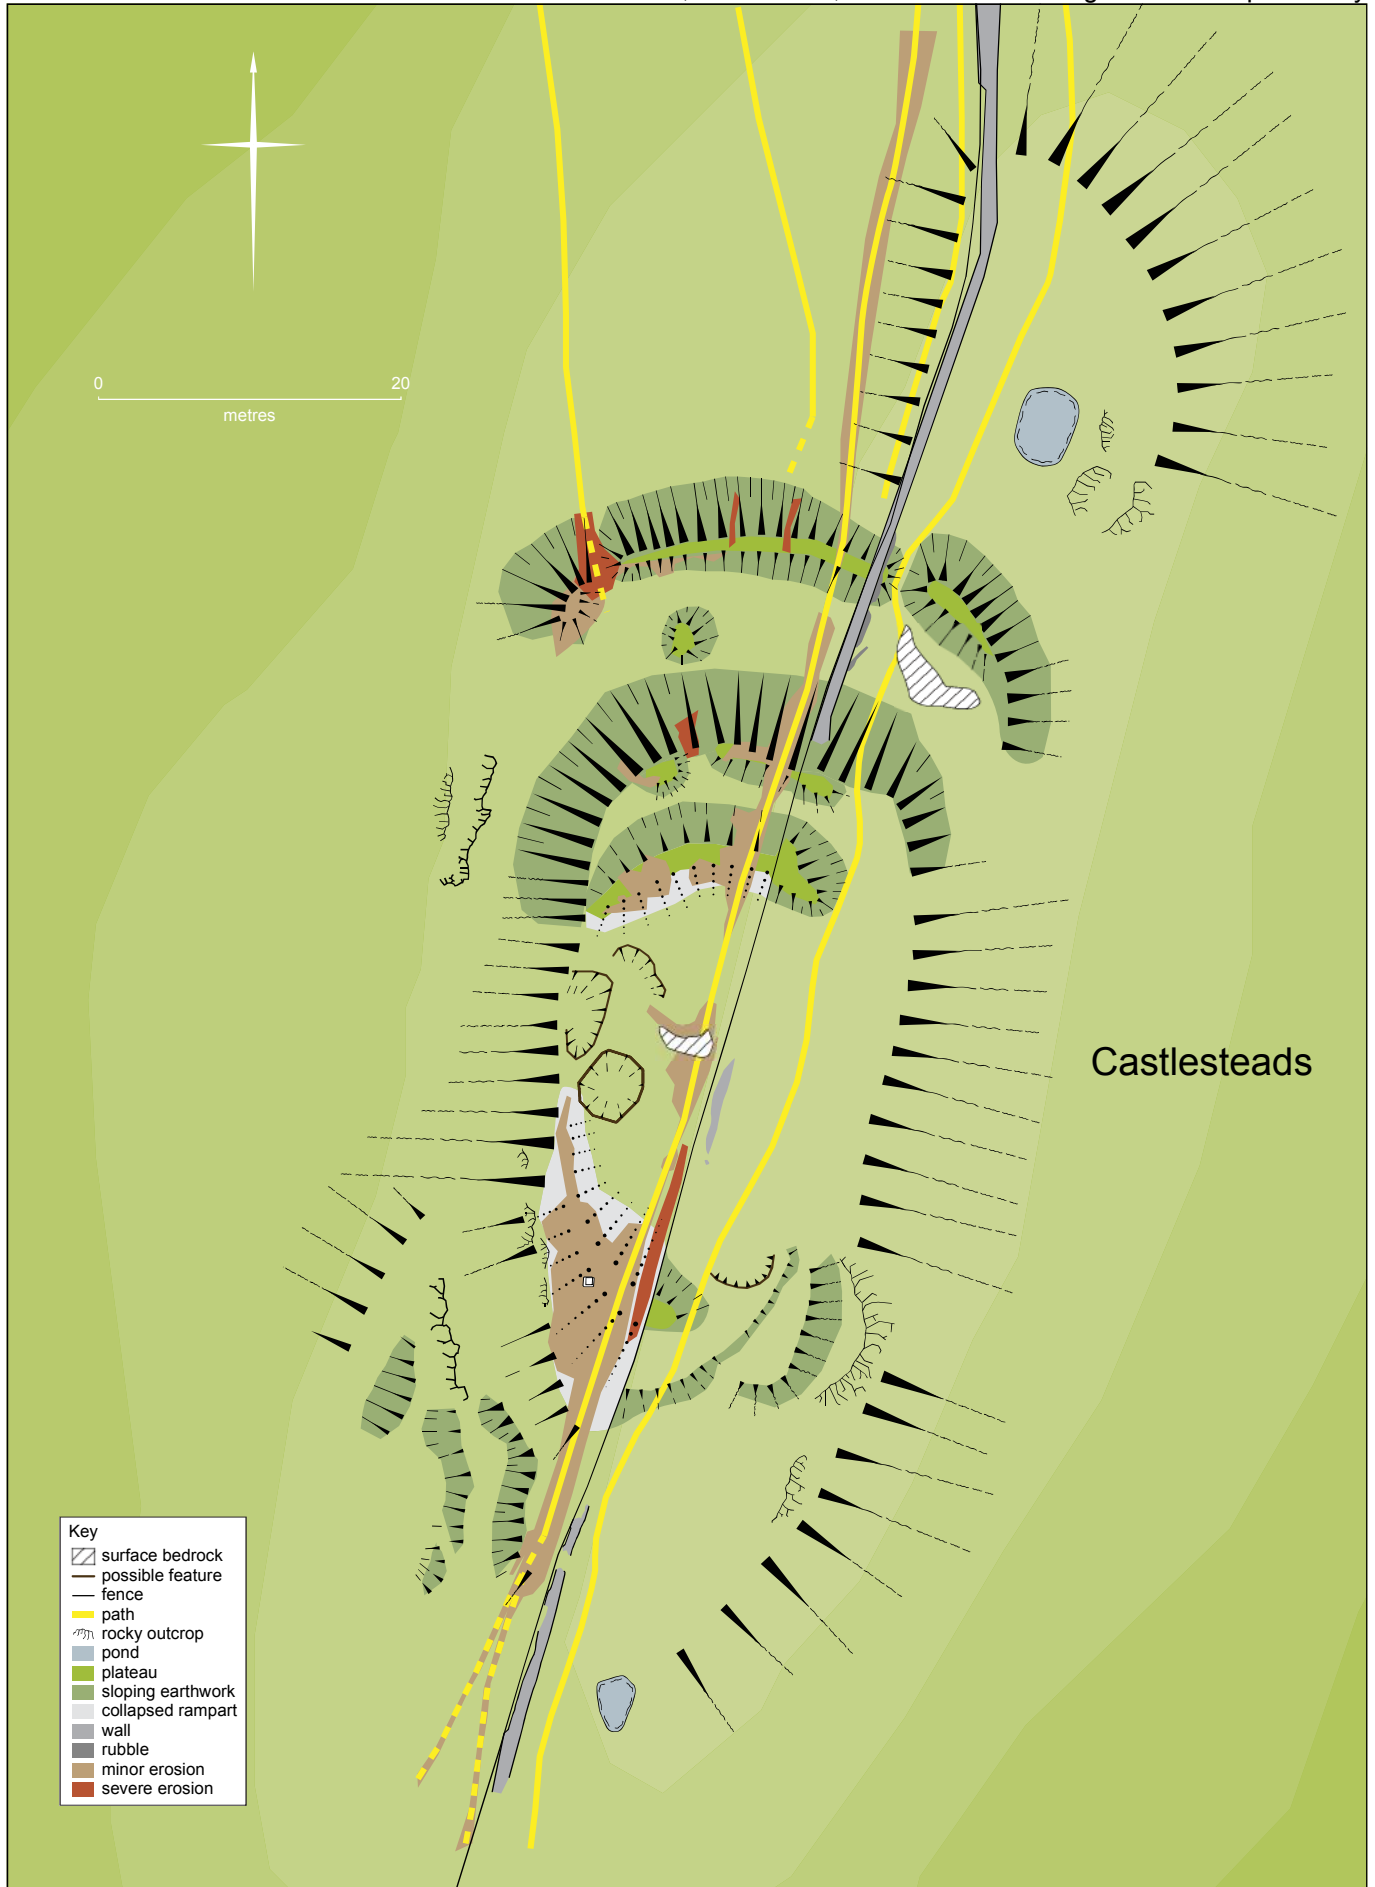 0 20
metres
Castlesteads
Key
surface bedrock
possible feature
fence
path
rocky outcrop
pond
plateau
sloping earthwork
collapsed rampart
wall
rubble
minor erosion
severe erosion